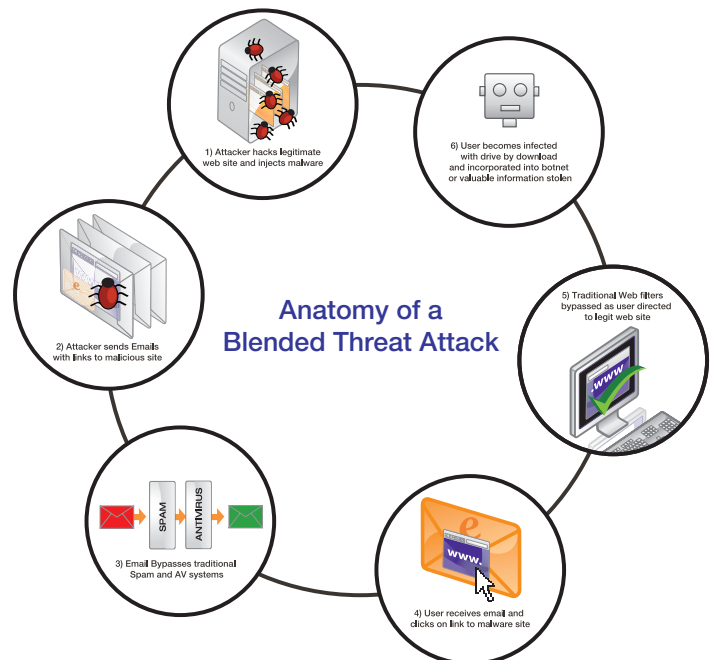 Anatomy of a
Blended Threat Attack
1) Attacker hacks legitimate
web site and injects malware
2) Attacker sends Emails
with links to malicious site
SPAM
ANTIVIRUS
3) Email Bypasses traditional
Spam and AV systems
e
www.
4) User receives email and
clicks on link to malware site
5) Traditional Web filters
bypassed as user directed
to legit web site
.www
6) User becomes infected
with drive by download
and incorporated into botnet
or valuable information stolen